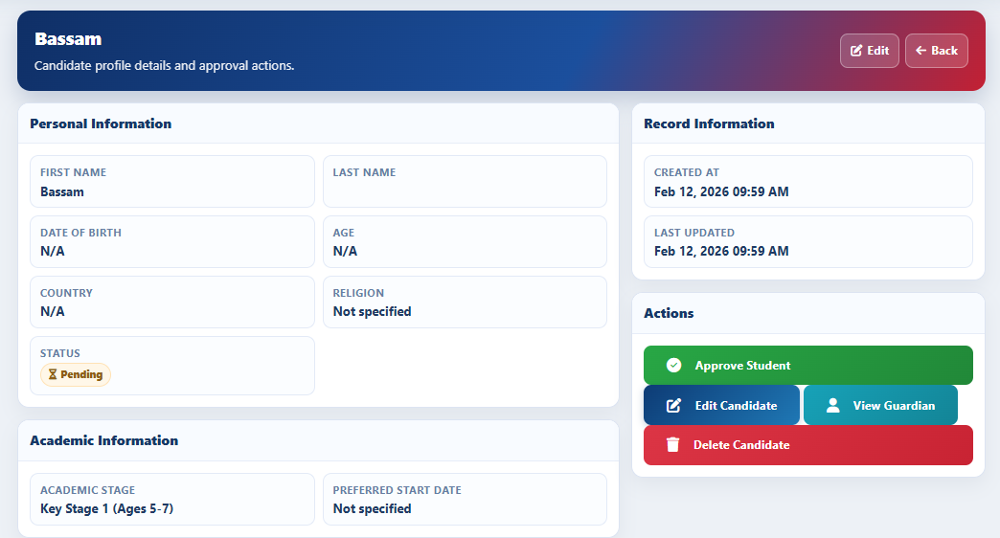 Bassam
Candidate profile details and approval actions.
Edit
Back
Personal Information
FIRST NAME
Bassam
LAST NAME
DATE OF BIRTH
N/A
AGE
N/A
COUNTRY
N/A
RELIGION
Not specified
STATUS
Pending
Academic Information
ACADEMIC STAGE
Key Stage 1 (Ages 5-7)
PREFERRED START DATE
Not specified
Record Information
CREATED AT
Feb 12, 2026 09:59 AM
LAST UPDATED
Feb 12, 2026 09:59 AM
Actions
Approve Student
Edit Candidate
View Guardian
Delete Candidate